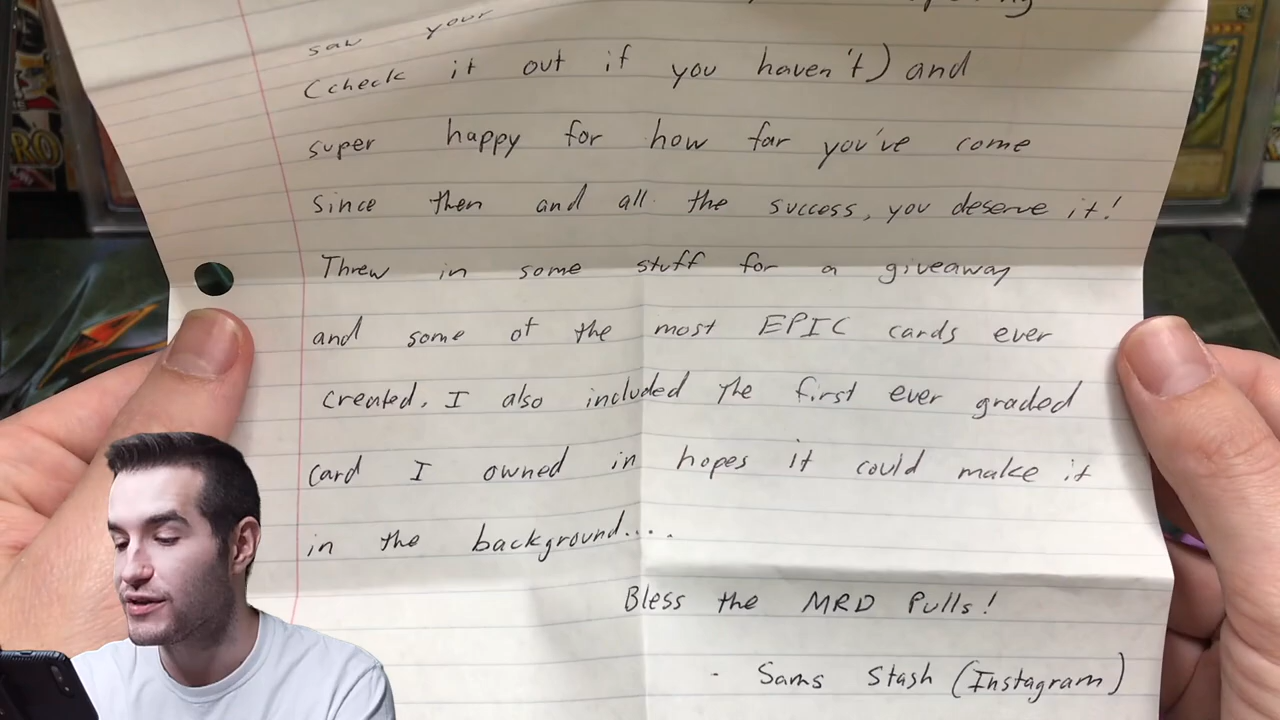 saw your
(check it out if you haven't) and
super happy for how far you've come
since then and all the success, you deserve it!
Threw in some stuff for a giveaway
and some of the most EPIC cards ever
created. I also included the first ever graded
card I owned in hopes it could make it
in the background....
Bless the MRD Pulls!
- Sams Stash (Instagram)